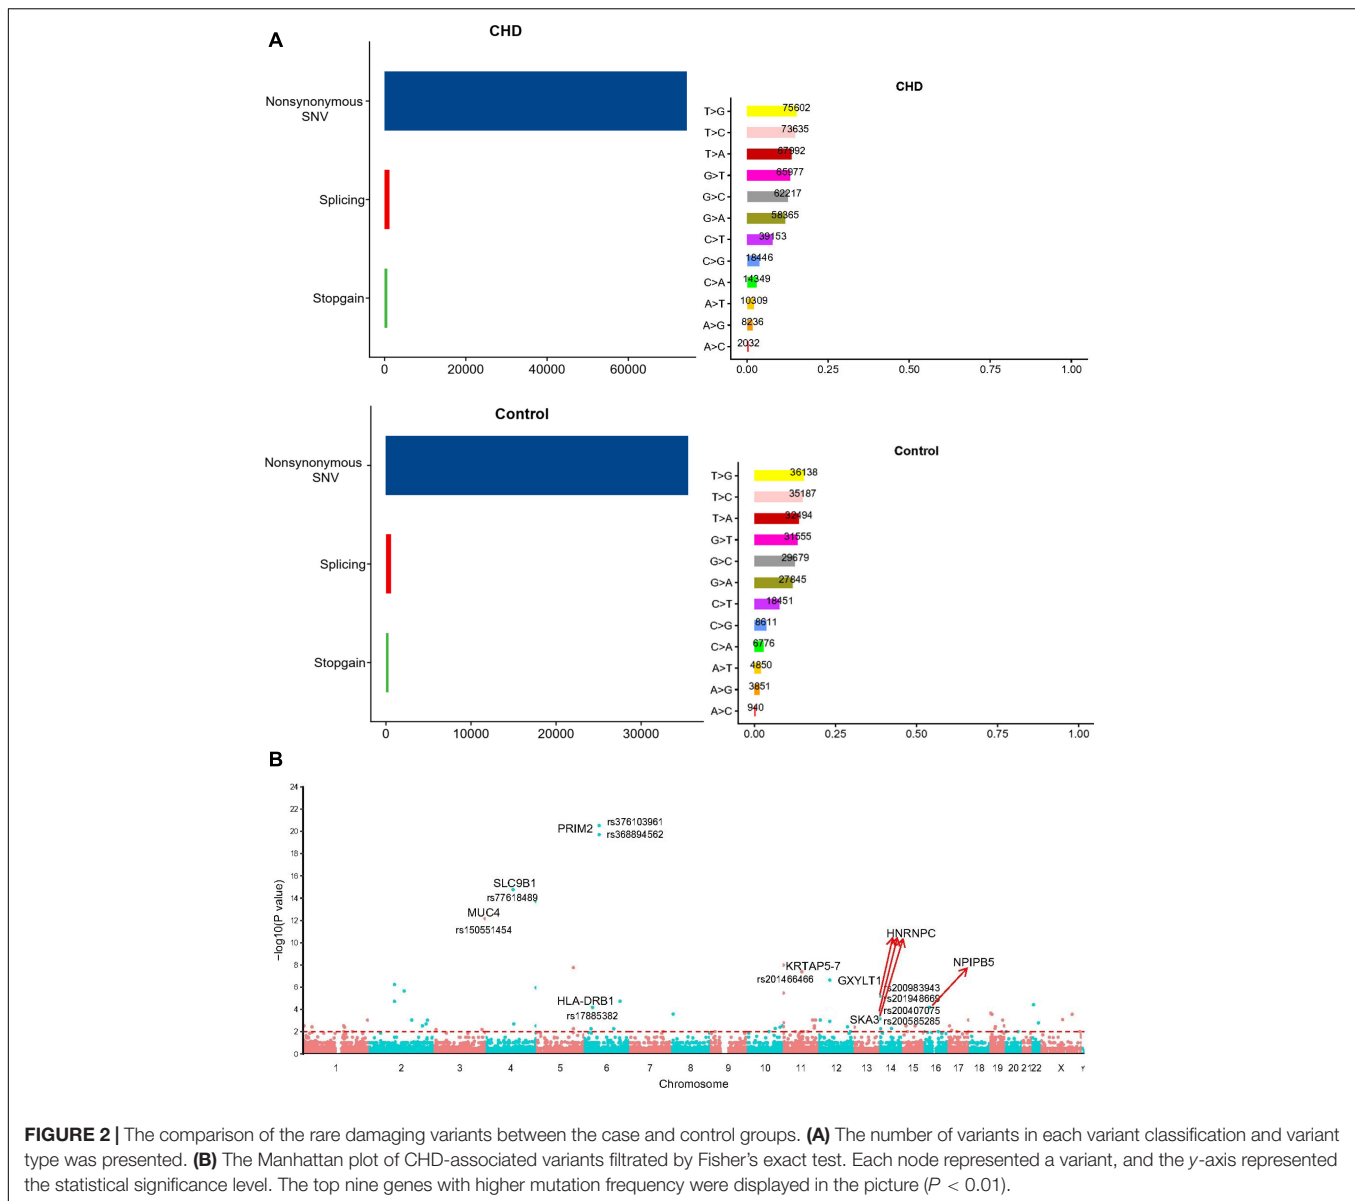 A
CHD
Nonsynonymous
SNV
Splicing
Stopgain
0 20000 40000 60000
CHD
T>G 75602
T>C 73635
T>A 67992
G>T 65977
G>C 62217
G>A 58365
C>T 39153
C>G 18446
C>A 14349
A>T 10309
A>G 8236
A>C 2032
0.00 0.25 0.50 0.75 1.00
Control
Nonsynonymous
SNV
Splicing
Stopgain
0 10000 20000 30000
Control
T>G 36138
T>C 35187
T>A 32494
G>T 31555
G>C 29679
G>A 27845
C>T 18451
C>G 8611
C>A 6776
A>T 4850
A>G 3851
A>C 940
0.00 0.25 0.50 0.75 1.00
B
−log10(P value)
24
22
20
18
16
14
12
10
8
6
4
2
0
PRIM2 rs376103961
rs368894562
SLC9B1
rs77618489
MUC4
rs150551454
HNRNPC
KRTAP5-7
rs201466466
GXYLT1
NPIPB5
HLA-DRB1
rs17885382
SKA3
rs200983943
rs201948669
rs200407075
rs200585285
1 2 3 4 5 6 7 8 9 10 11 12 13 14 15 16 17 18 19 20 2122 X Y
Chromosome
FIGURE 2 | The comparison of the rare damaging variants between the case and control groups. (A) The number of variants in each variant classification and variant
type was presented. (B) The Manhattan plot of CHD-associated variants filtrated by Fisher's exact test. Each node represented a variant, and the y-axis represented
the statistical significance level. The top nine genes with higher mutation frequency were displayed in the picture (P < 0.01).